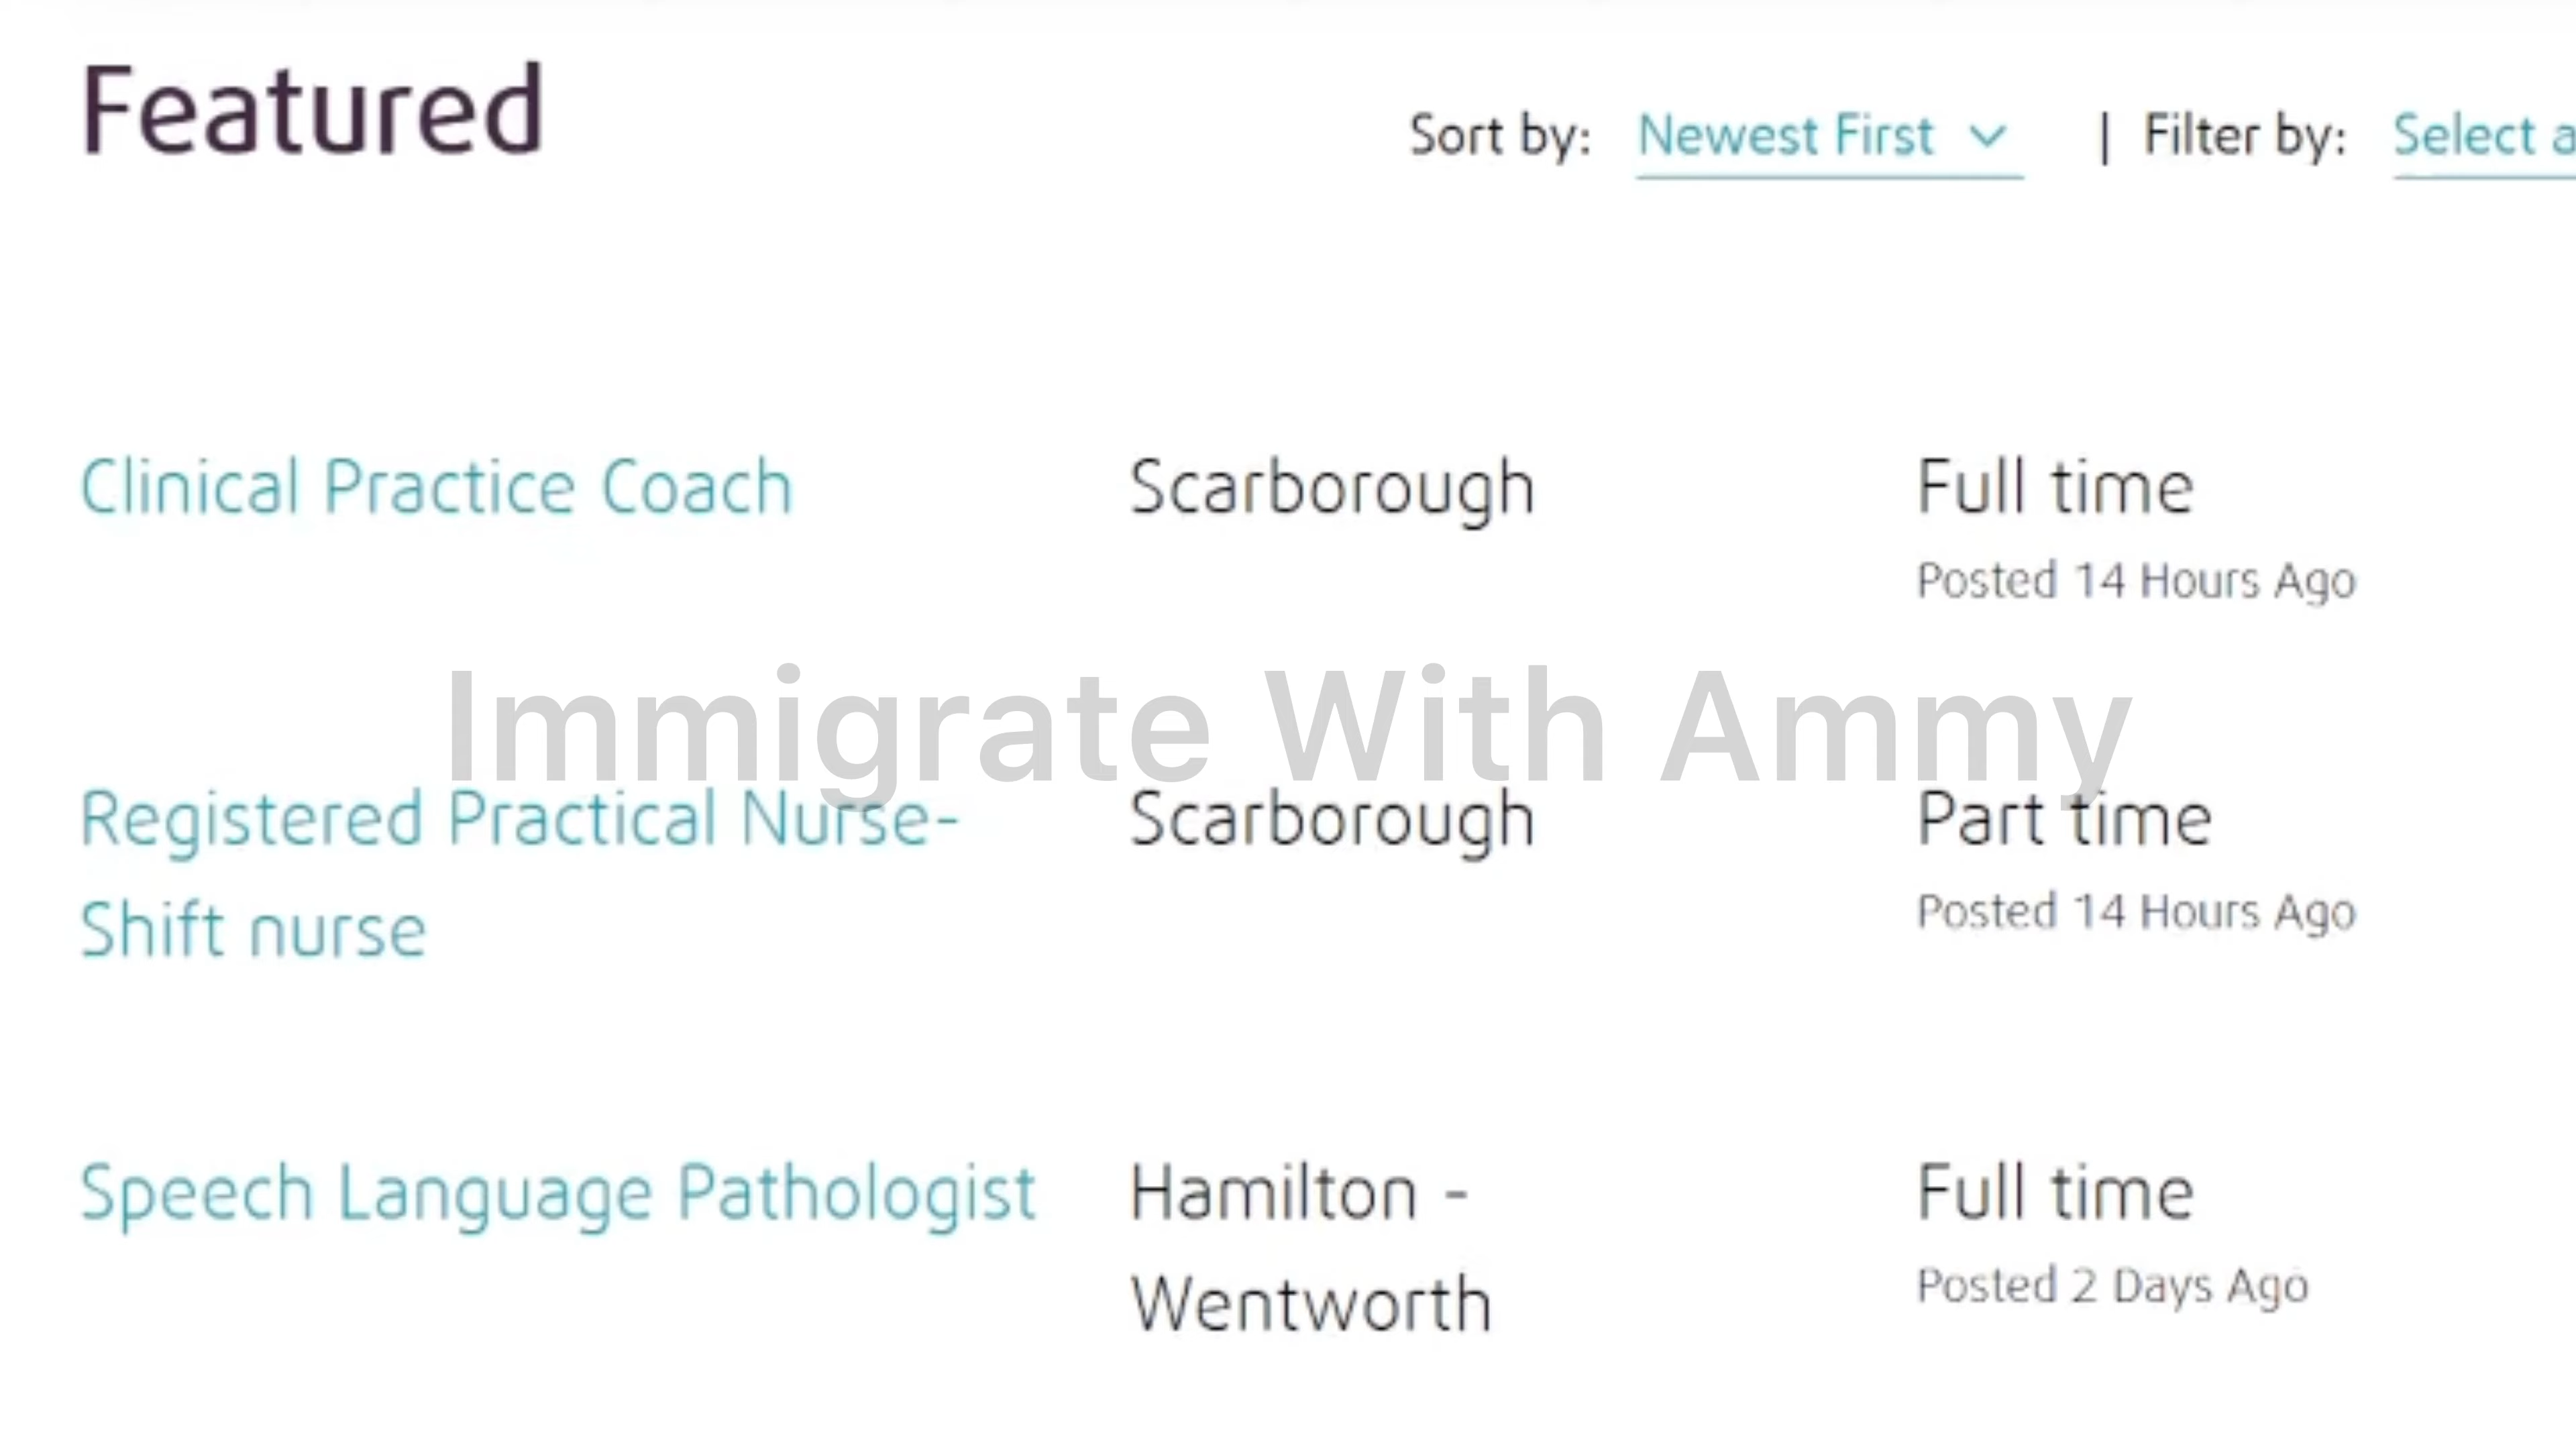 Featured
Sort by: Newest First | Filter by: Select a
Clinical Practice Coach Scarborough Full time
Posted 14 Hours Ago
Immigrate With Ammy
Registered Practical Nurse- Scarborough Part time
Shift nurse Posted 14 Hours Ago
Speech Language Pathologist Hamilton - Full time
Wentworth Posted 2 Days Ago